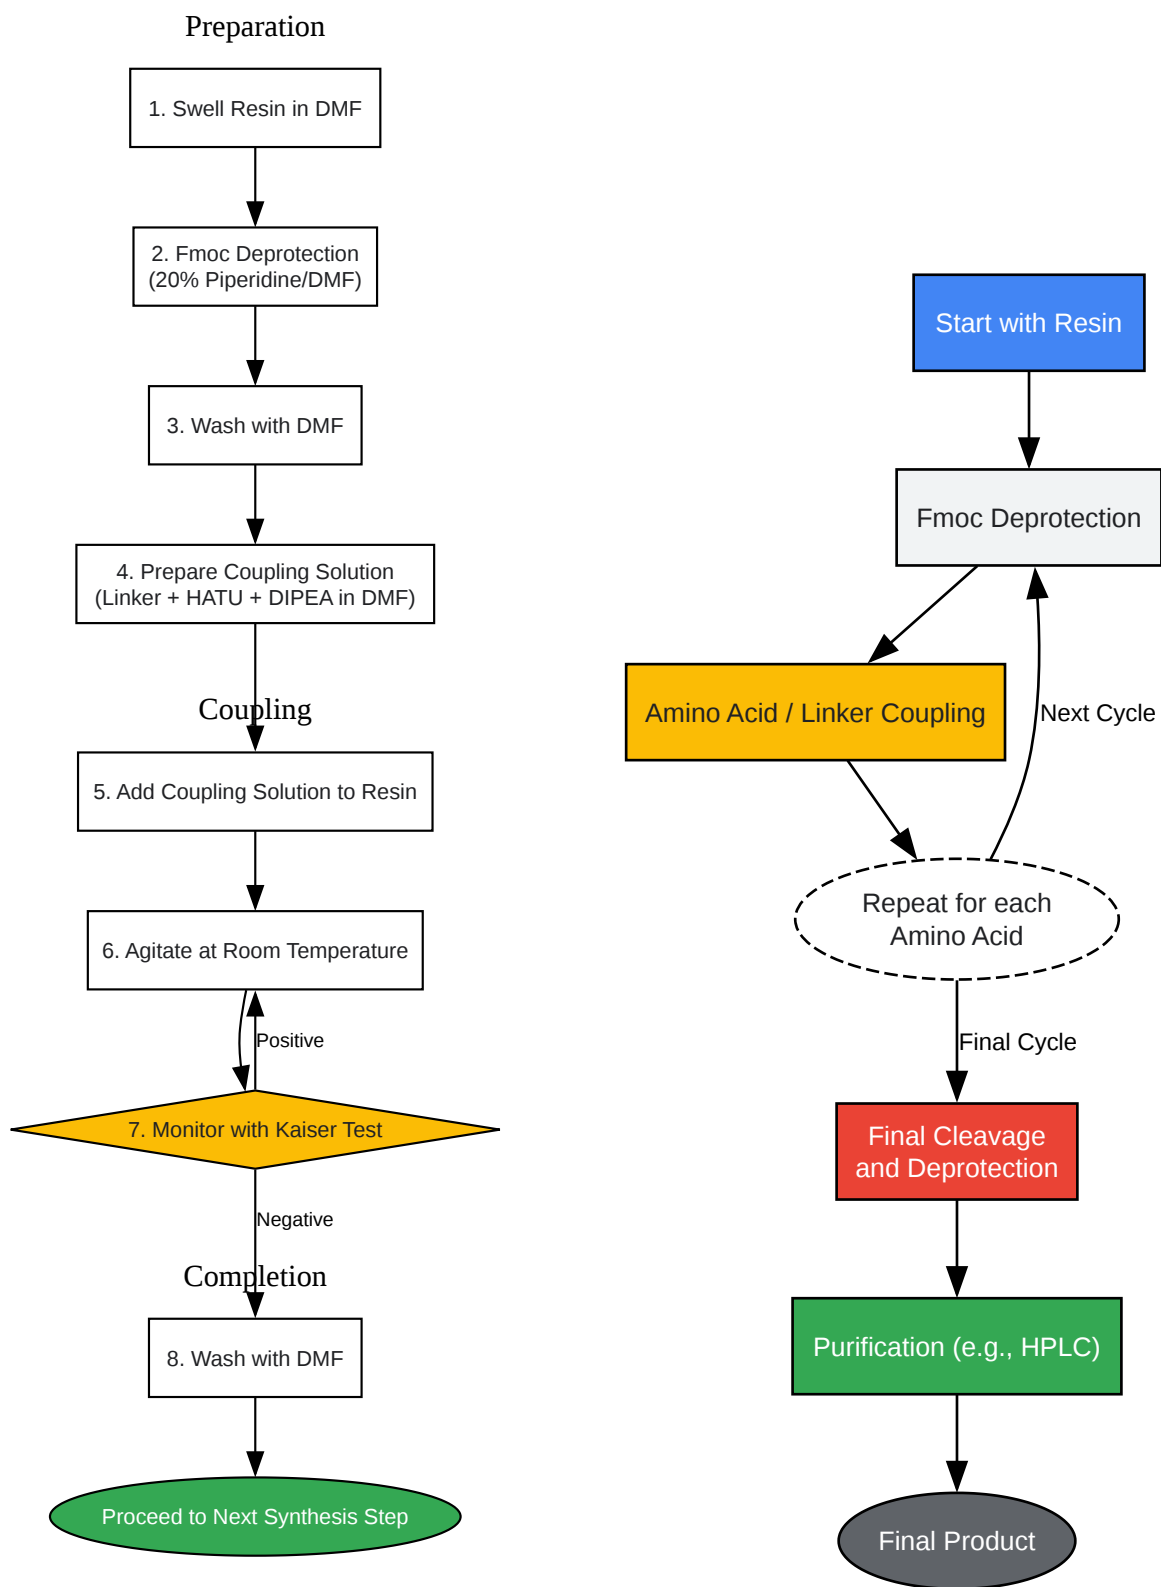 Preparation
1. Swell Resin in DMF
2. Fmoc Deprotection
(20% Piperidine/DMF)
3. Wash with DMF
4. Prepare Coupling Solution
(Linker + HATU + DIPEA in DMF)
Coupling
5. Add Coupling Solution to Resin
6. Agitate at Room Temperature
Positive
7. Monitor with Kaiser Test
Negative
Completion
8. Wash with DMF
Proceed to Next Synthesis Step
Start with Resin
Fmoc Deprotection
Amino Acid / Linker Coupling
Next Cycle
Repeat for each
Amino Acid
Final Cycle
Final Cleavage
and Deprotection
Purification (e.g., HPLC)
Final Product